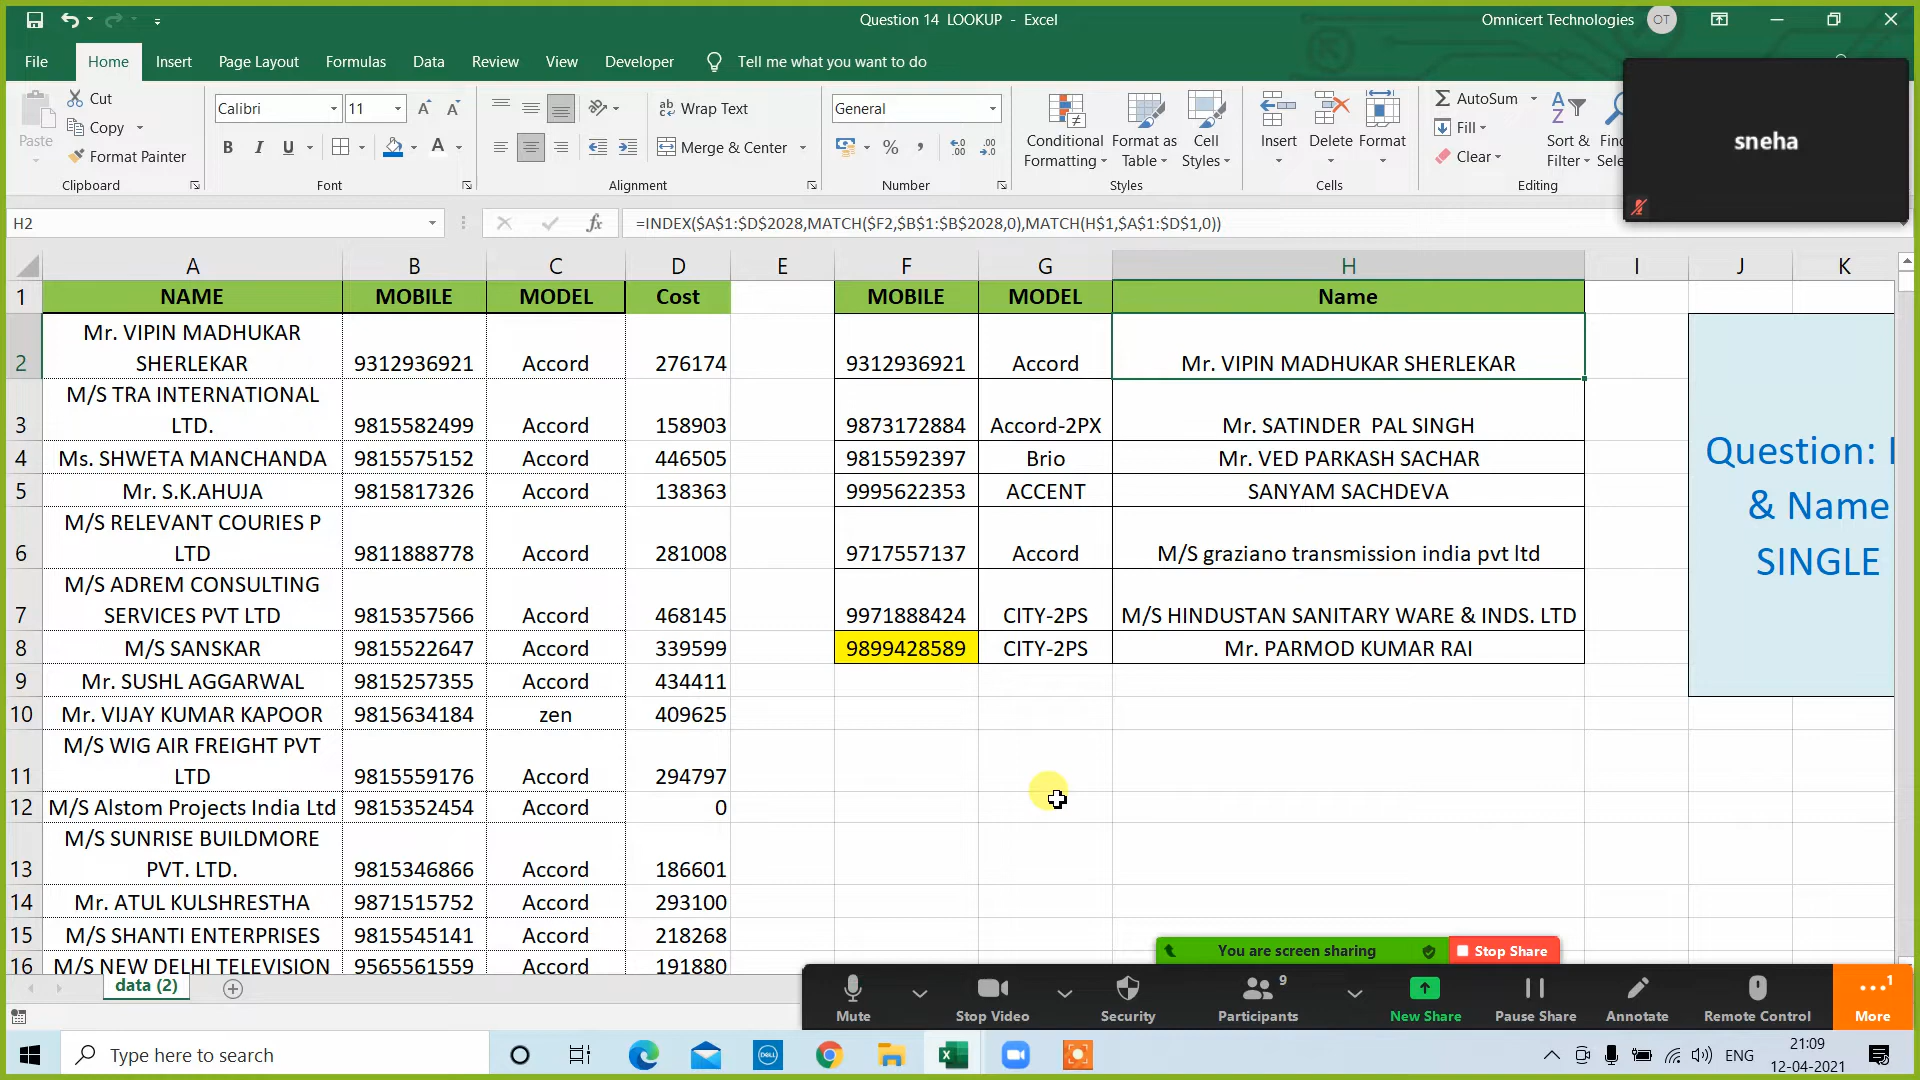 Question 14 LOOKUP - Excel
Omnicert Technologies
OT
File Home Insert Page Layout Formulas Data Review View Developer Tell me what you want to do
Paste
Cut
Copy
Format Painter
Clipboard
Calibri 11
B I U A
Font
ab Wrap Text
Merge & Center
Alignment
General
% ,
Number
Conditional Formatting
Format as Table
Cell Styles
Styles
Insert Delete Format
Cells
AutoSum
Fill
Clear
Sort & Filter
Editing
sneha
H2
fx
=INDEX($A$1:$D$2028,MATCH($F2,$B$1:$B$2028,0),MATCH(H$1,$A$1:$D$1,0))
A B C D E F G H I J K
1 NAME MOBILE MODEL Cost MOBILE MODEL Name
2 Mr. VIPIN MADHUKAR SHERLEKAR 9312936921 Accord 276174 9312936921 Accord Mr. VIPIN MADHUKAR SHERLEKAR
3 M/S TRA INTERNATIONAL LTD. 9815582499 Accord 158903 9873172884 Accord-2PX Mr. SATINDER  PAL SINGH
4 Ms. SHWETA MANCHANDA 9815575152 Accord 446505 9815592397 Brio Mr. VED PARKASH SACHAR
5 Mr. S.K.AHUJA 9815817326 Accord 138363 9995622353 ACCENT SANYAM SACHDEVA
6 M/S RELEVANT COURIES P LTD 9811888778 Accord 281008 9717557137 Accord M/S graziano transmission india pvt ltd
7 M/S ADREM CONSULTING SERVICES PVT LTD 9815357566 Accord 468145 9971888424 CITY-2PS M/S HINDUSTAN SANITARY WARE & INDS. LTD
8 M/S SANSKAR 9815522647 Accord 339599 9899428589 CITY-2PS Mr. PARMOD KUMAR RAI
9 Mr. SUSHL AGGARWAL 9815257355 Accord 434411
10 Mr. VIJAY KUMAR KAPOOR 9815634184 zen 409625
11 M/S WIG AIR FREIGHT PVT LTD 9815559176 Accord 294797
12 M/S Alstom Projects India Ltd 9815352454 Accord 0
13 M/S SUNRISE BUILDMORE PVT. LTD. 9815346866 Accord 186601
14 Mr. ATUL KULSHRESTHA 9871515752 Accord 293100
15 M/S SHANTI ENTERPRISES 9815545141 Accord 218268
16 M/S NEW DELHI TELEVISION 9565561559 Accord 191880
Question:
& Name
SINGLE
data (2)
You are screen sharing
Stop Share
Mute
Stop Video
Security
Participants 9
New Share
Pause Share
Annotate
Remote Control
More 1
Type here to search
DELL
ENG
21:09
12-04-2021